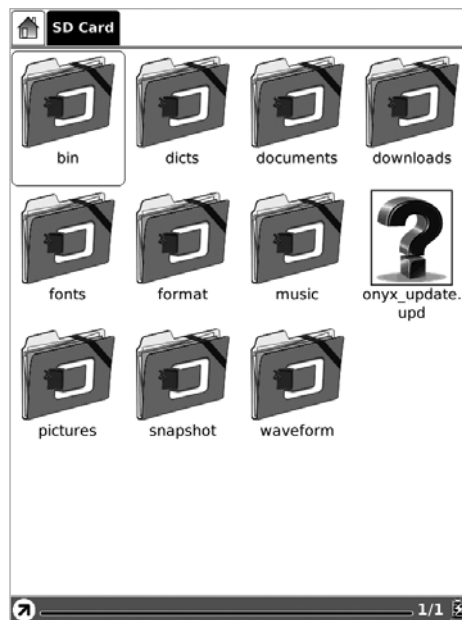 SD Card
bin
dicts
documents
downloads
fonts
format
music
onyx_update.
upd
pictures
snapshot
waveform
1/1